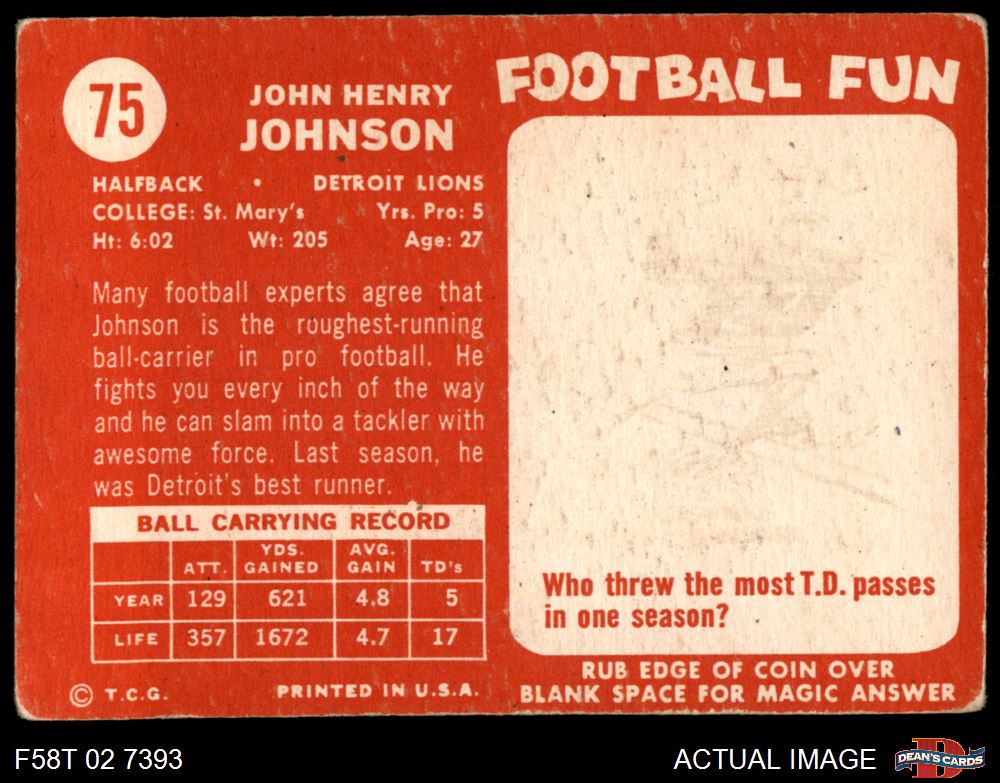 75
JOHN HENRY
JOHNSON
HALFBACK • DETROIT LIONS
COLLEGE: St. Mary's Yrs. Pro: 5
Ht: 6:02 Wt: 205 Age: 27
Many football experts agree that
Johnson is the roughest-running
ball-carrier in pro football. He
fights you every inch of the way
and he can slam into a tackler with
awesome force. Last season, he
was Detroit's best runner.
BALL CARRYING RECORD
ATT. YDS. GAINED AVG. GAIN TD's
YEAR 129 621 4.8 5
LIFE 357 1672 4.7 17
© T.C.G. PRINTED IN U.S.A.
FOOTBALL FUN
Who threw the most T.D. passes
in one season?
RUB EDGE OF COIN OVER
BLANK SPACE FOR MAGIC ANSWER
F58T 02 7393
ACTUAL IMAGE
DEAN'S CARDS